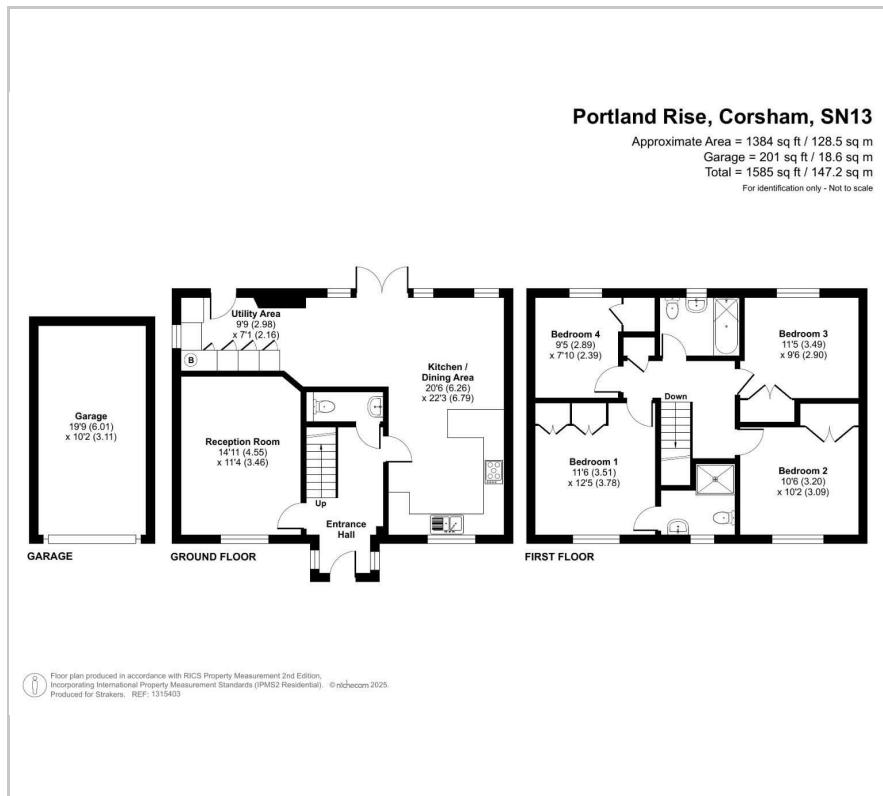 Portland Rise, Corsham, SN13
Approximate Area = 1384 sq ft / 128.5 sq m
Garage = 201 sq ft / 18.6 sq m
Total = 1585 sq ft / 147.2 sq m
For identification only - Not to scale
Garage
19'9 (6.01)
x 10'2 (3.11)
GARAGE
Utility Area
9'9 (2.98)
x 7'1 (2.16)
B
Kitchen /
Dining Area
20'6 (6.26)
x 22'3 (6.79)
Reception Room
14'11 (4.55)
x 11'4 (3.46)
Up
Entrance
Hall
GROUND FLOOR
Bedroom 4
9'5 (2.89)
x 7'10 (2.39)
Bedroom 3
11'5 (3.49)
x 9'6 (2.90)
Down
Bedroom 1
11'6 (3.51)
x 12'5 (3.78)
Bedroom 2
10'6 (3.20)
x 10'2 (3.09)
FIRST FLOOR
Floor plan produced in accordance with RICS Property Measurement 2nd Edition,
Incorporating International Property Measurement Standards (IPMS2 Residential). © nichecom 2025.
Produced for Strakers. REF: 1315403